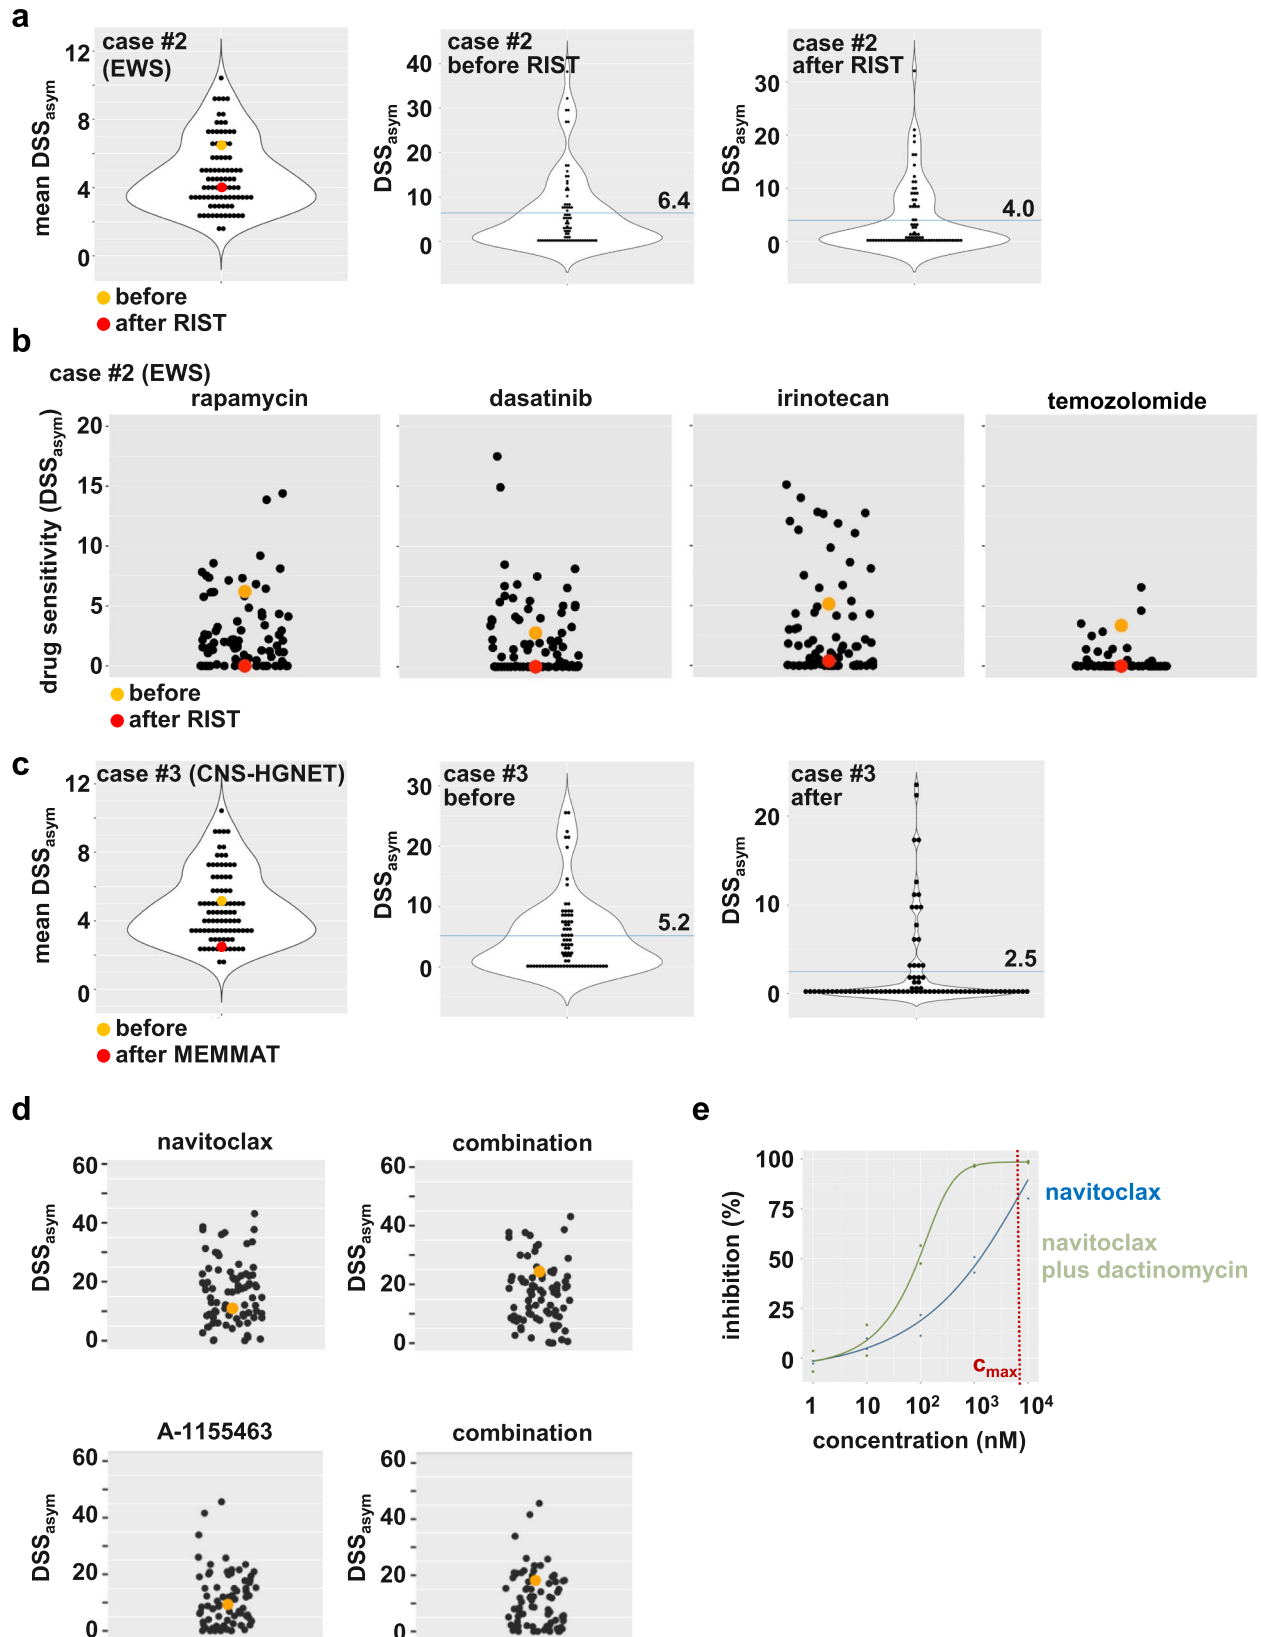 a
case #2
(EWS)
mean DSSasym
12
8
4
0
before
after RIST
case #2
before RIST
DSSasym
40
30
20
10
0
6.4
case #2
after RIST
DSSasym
30
20
10
0
4.0
b
case #2 (EWS)
rapamycin
dasatinib
irinotecan
temozolomide
drug sensitivity (DSSasym)
20
15
10
5
0
before
after RIST
c
case #3 (CNS-HGNET)
mean DSSasym
12
8
4
0
before
after MEMMAT
case #3
before
DSSasym
30
10
0
5.2
case #3
after
DSSasym
20
10
0
2.5
d
navitoclax
DSSasym
60
40
20
0
combination
DSSasym
60
40
20
0
A-1155463
DSSasym
60
40
20
0
combination
DSSasym
60
40
20
0
e
inhibition (%)
100
75
50
25
0
navitoclax
navitoclax
plus dactinomycin
cmax
1 10 10² 10³ 10⁴
concentration (nM)